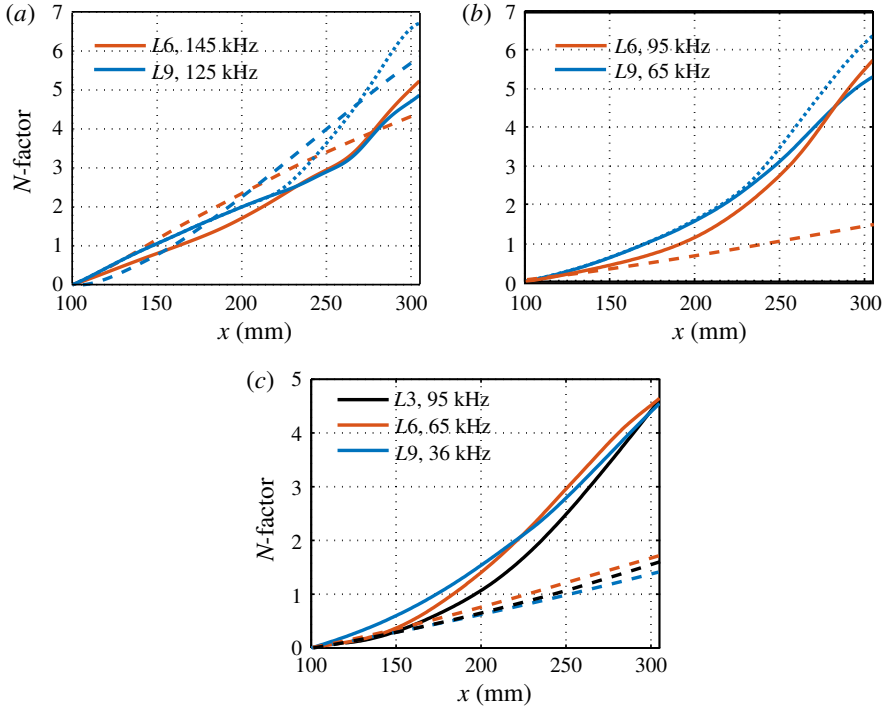 (a)
7
6
5
4
3
2
1
0
N-factor
L6, 145 kHz
L9, 125 kHz
100 150 200 250 300
x (mm)
(b)
7
6
5
4
3
2
1
0
L6, 95 kHz
L9, 65 kHz
100 150 200 250 300
x (mm)
(c)
5
4
3
2
1
0
N-factor
L3, 95 kHz
L6, 65 kHz
L9, 36 kHz
100 150 200 250 300
x (mm)